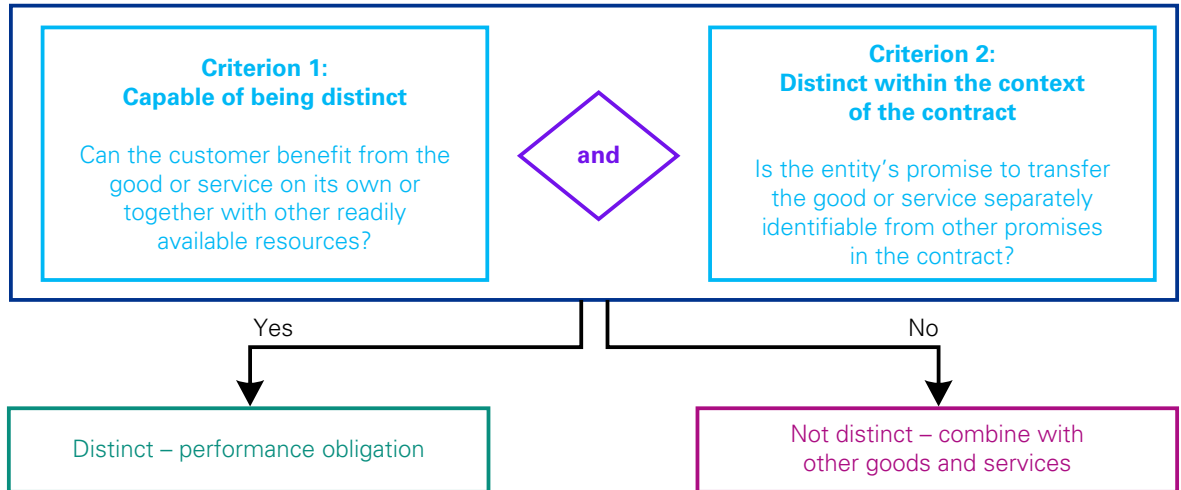 Criterion 1:
Capable of being distinct
Can the customer benefit from the
good or service on its own or
together with other readily
available resources?
and
Criterion 2:
Distinct within the context
of the contract
Is the entity’s promise to transfer
the good or service separately
identifiable from other promises
in the contract?
Yes
No
Distinct – performance obligation
Not distinct – combine with
other goods and services